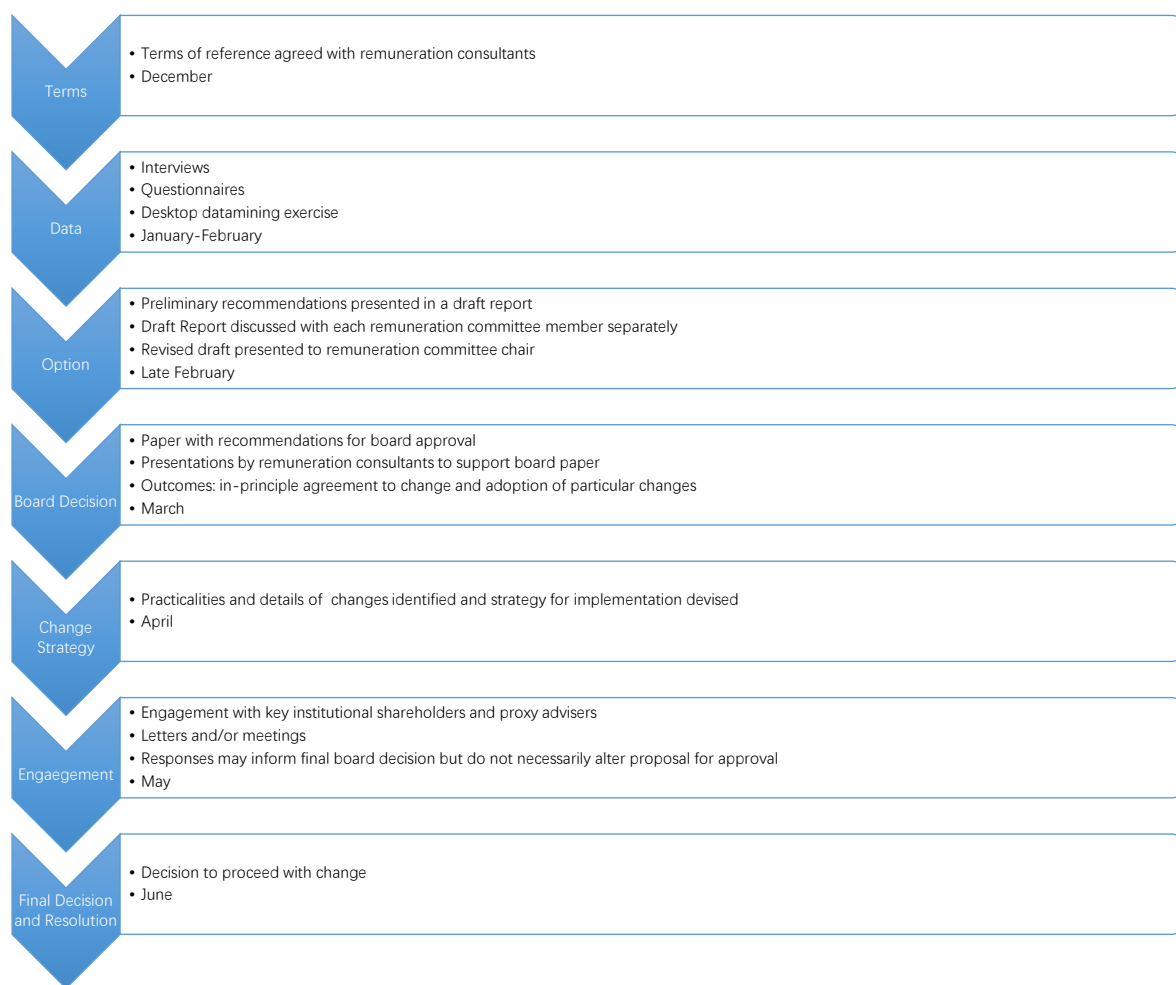 Terms
• Terms of reference agreed with remuneration consultants
• December
Data
• Interviews
• Questionnaires
• Desktop datamining exercise
• January-February
Option
• Preliminary recommendations presented in a draft report
• Draft Report discussed with each remuneration committee member separately
• Revised draft presented to remuneration committee chair
• Late February
Board Decision
• Paper with recommendations for board approval
• Presentations by remuneration consultants to support board paper
• Outcomes: in-principle agreement to change and adoption of particular changes
• March
Change
Strategy
• Practicalities and details of changes identified and strategy for implementation devised
• April
Engaegement
• Engagement with key institutional shareholders and proxy advisers
• Letters and/or meetings
• Responses may inform final board decision but do not necessarily alter proposal for approval
• May
Final Decision
and Resolution
• Decision to proceed with change
• June